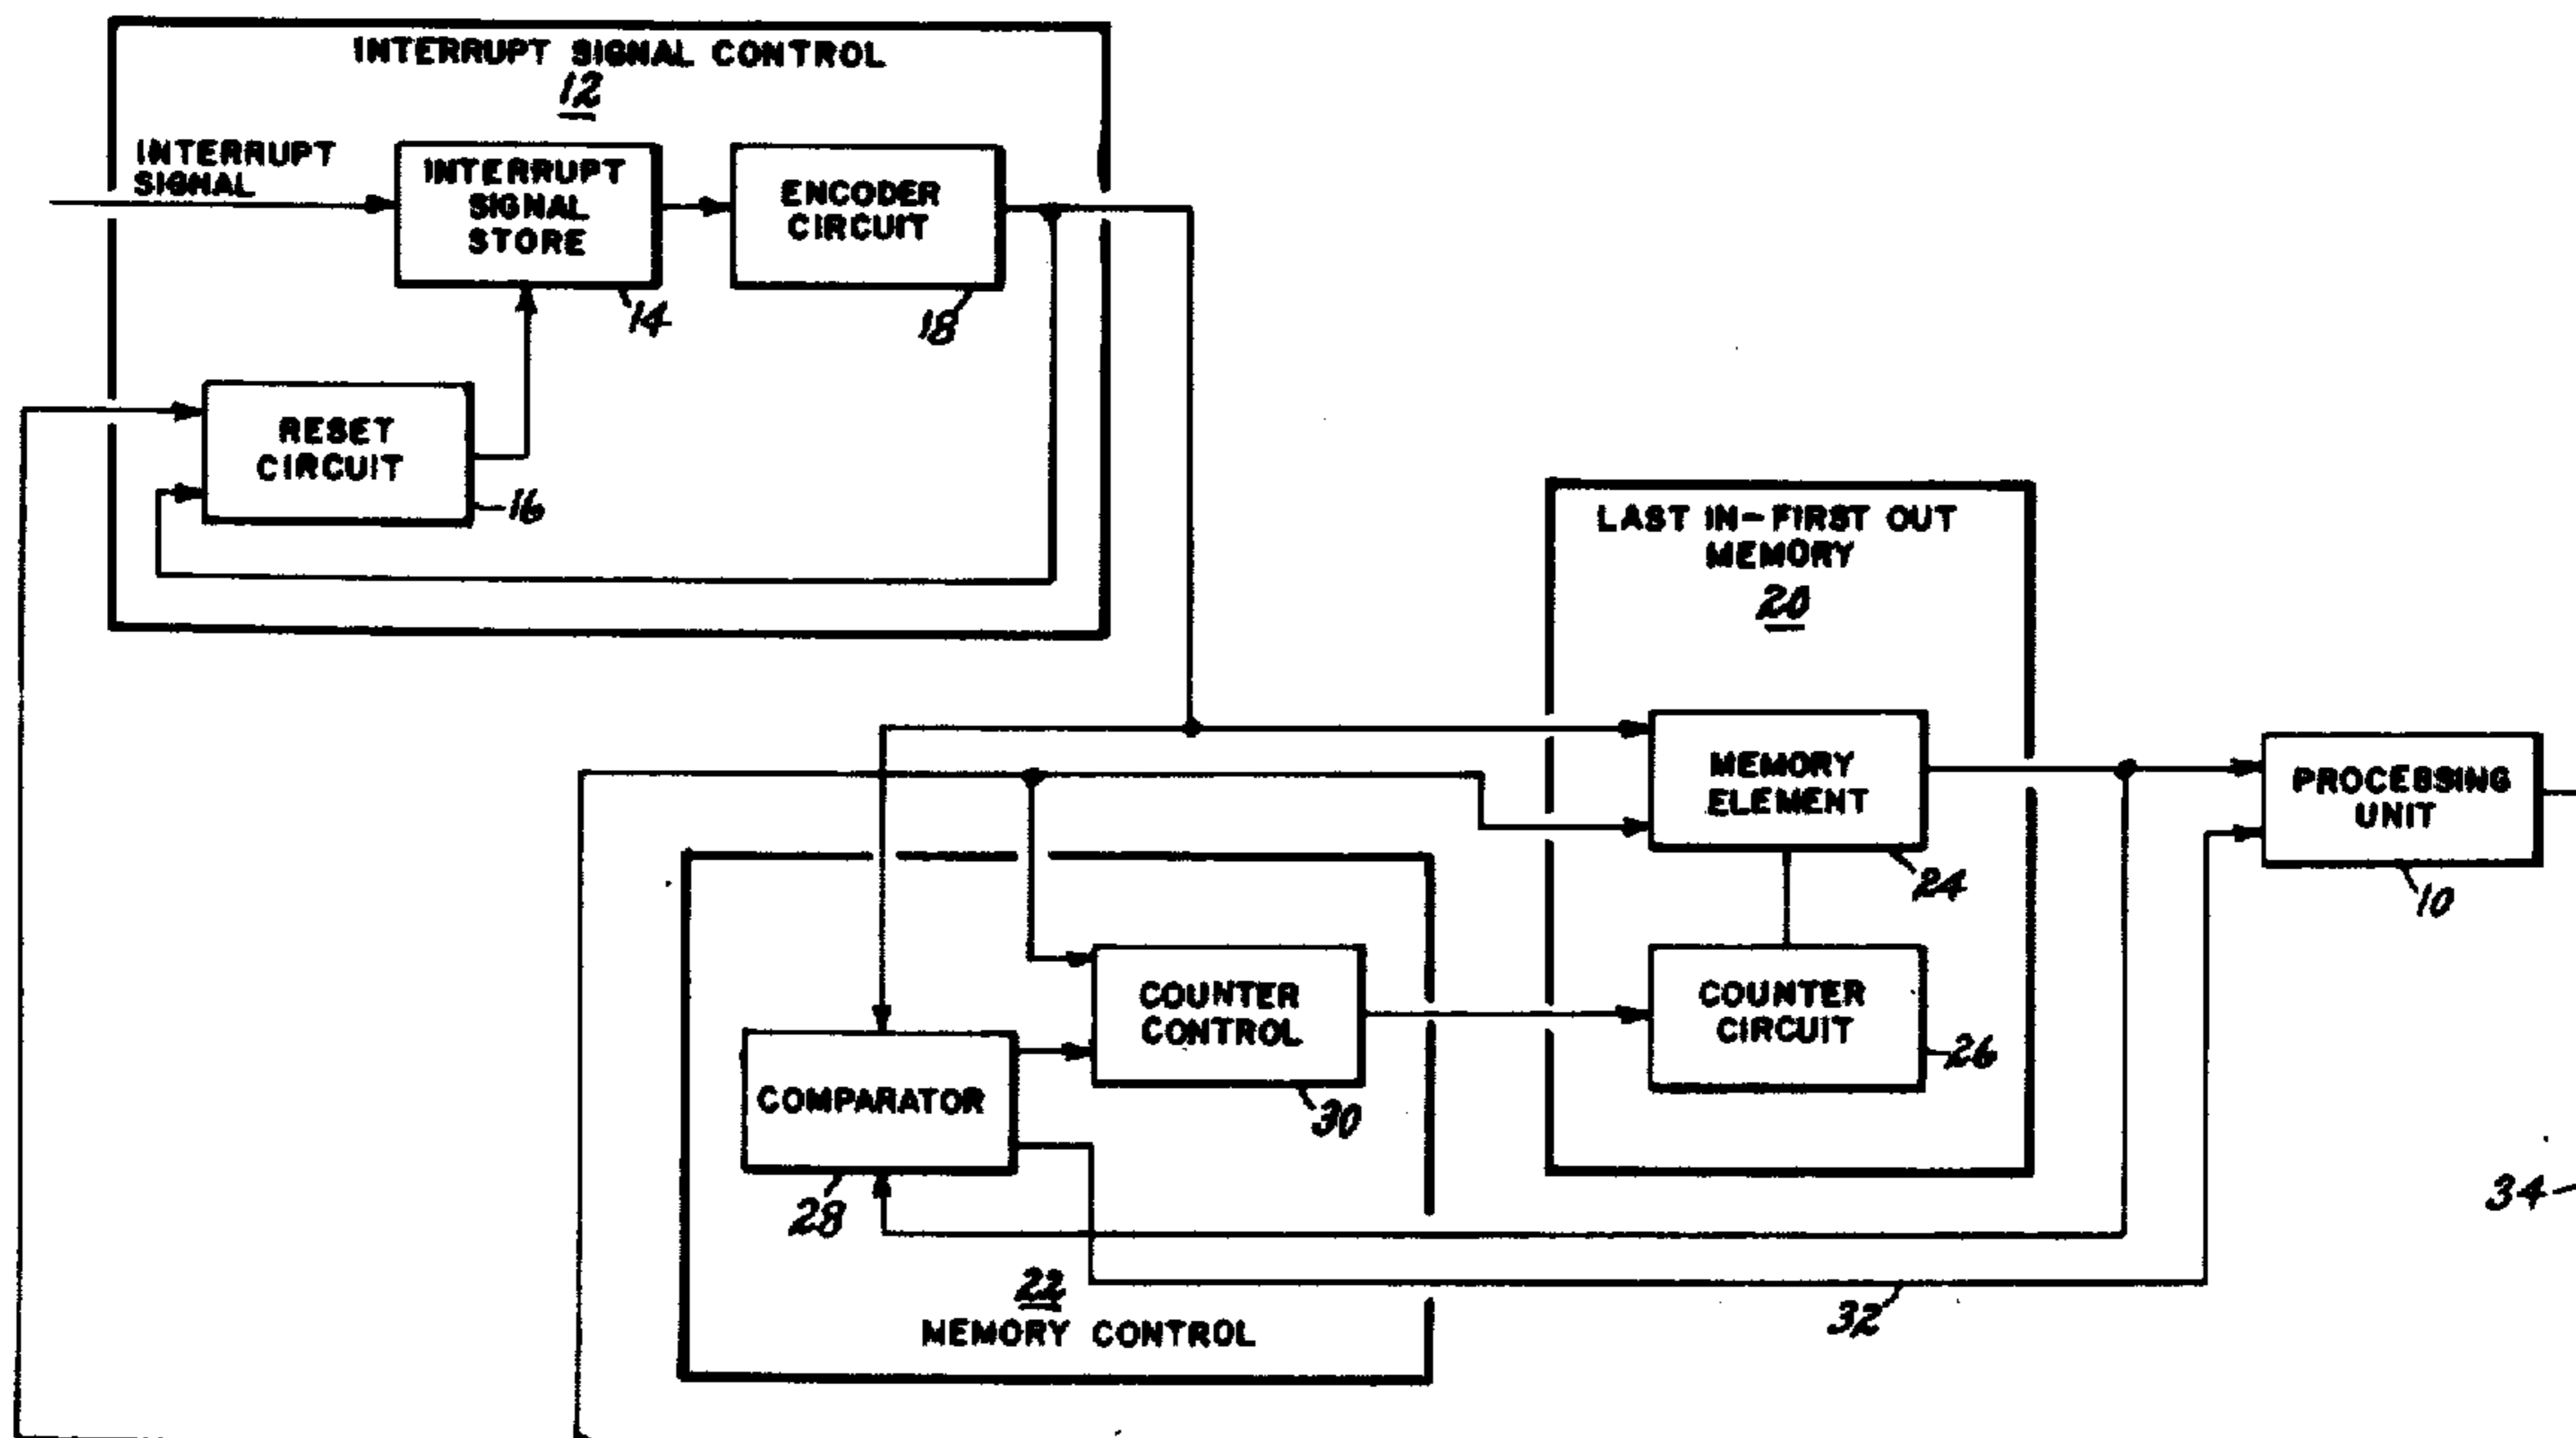 INTERRUPT SIGNAL CONTROL
12
INTERRUPT
SIGNAL
INTERRUPT
SIGNAL
STORE
14
ENCODER
CIRCUIT
18
RESET
CIRCUIT
16
LAST IN-FIRST OUT
MEMORY
20
MEMORY
ELEMENT
24
PROCESSING
UNIT
10
COUNTER
CONTROL
30
COUNTER
CIRCUIT
26
COMPARATOR
28
34
22
MEMORY CONTROL
32